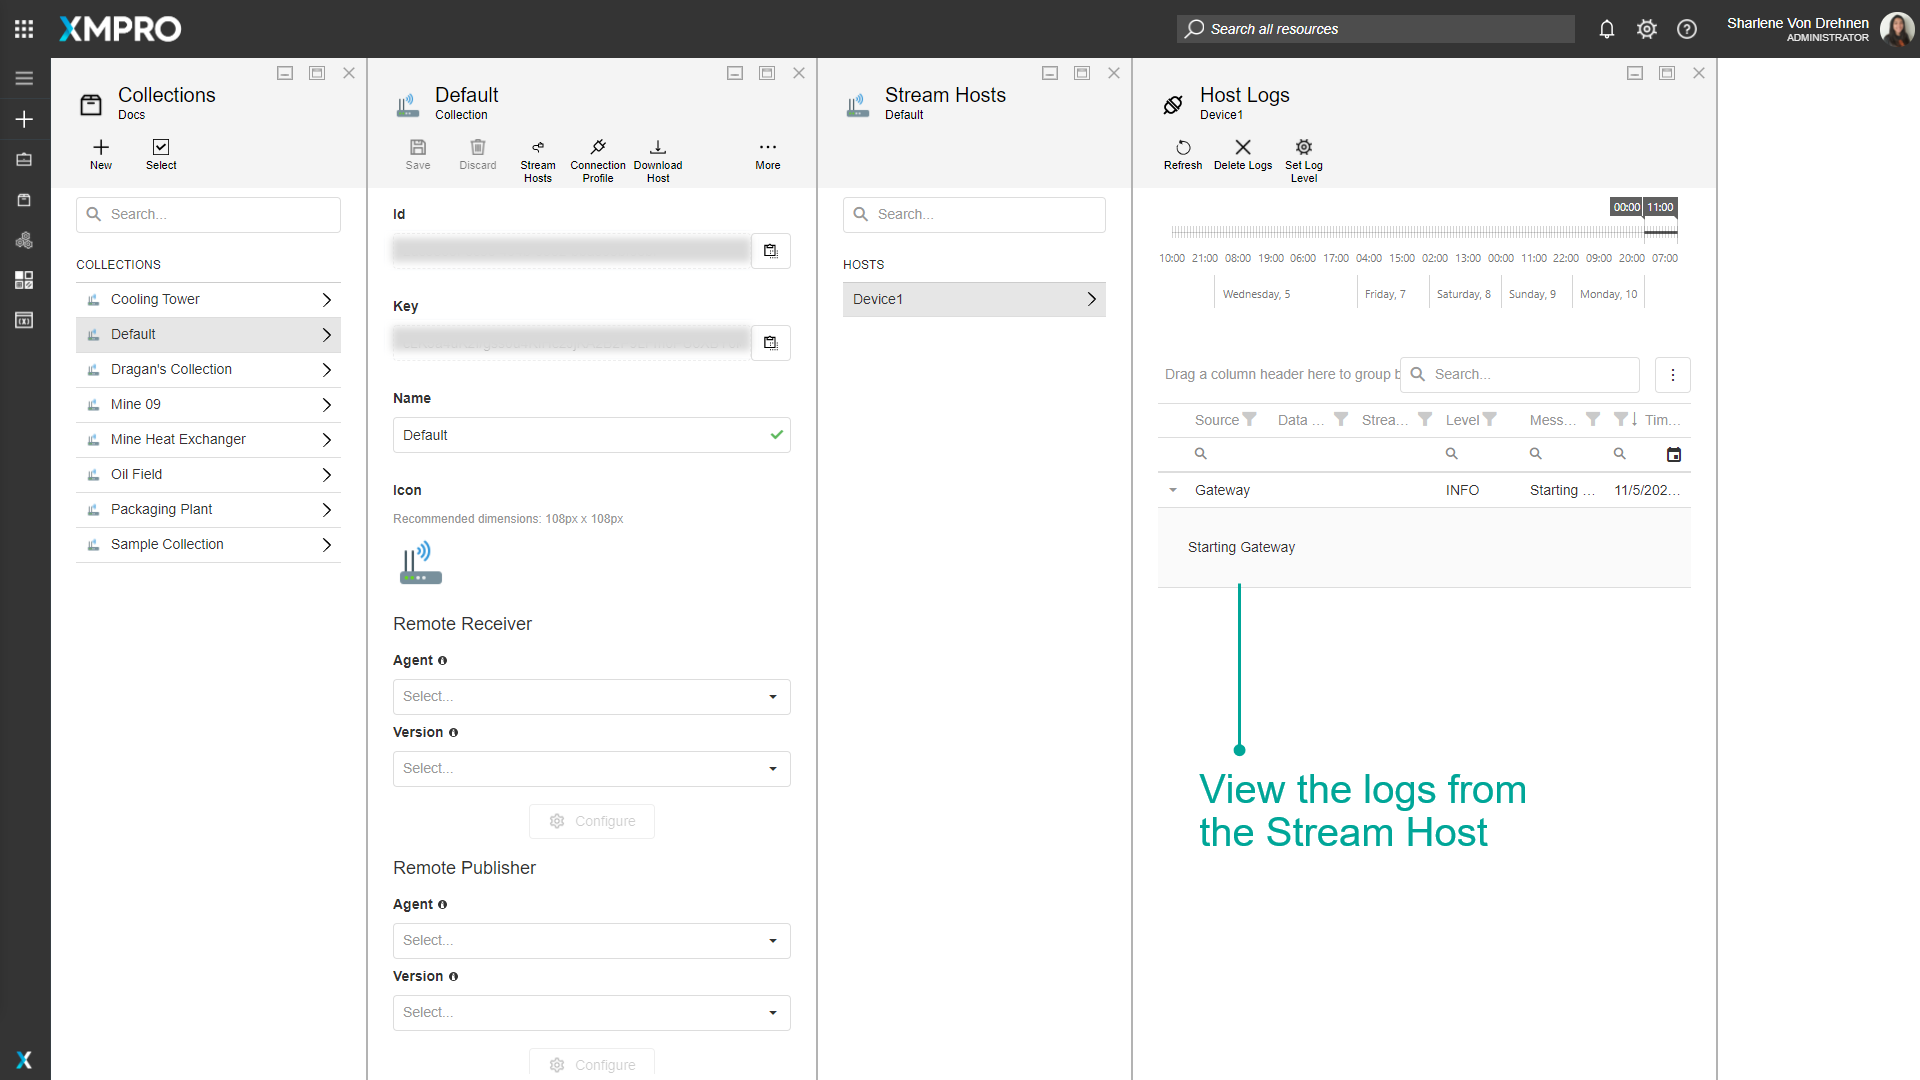 XMPRO
Search all resources
Sharlene Von Drehnen
ADMINISTRATOR
Collections
Docs
New
Select
Search...
COLLECTIONS
Cooling Tower
Default
Dragan's Collection
Mine 09
Mine Heat Exchanger
Oil Field
Packaging Plant
Sample Collection
Default
Collection
Save
Discard
Stream Hosts
Connection Profile
Download Host
More
Id
Key
Name
Default
Icon
Recommended dimensions: 108px x 108px
Remote Receiver
Agent
Select...
Version
Select...
Configure
Remote Publisher
Agent
Select...
Version
Select...
Configure
Stream Hosts
Default
Search...
HOSTS
Device1
Host Logs
Device1
Refresh
Delete Logs
Set Log Level
00:00 11:00
10:00 21:00 08:00 19:00 06:00 17:00 04:00 15:00 02:00 13:00 00:00 11:00 22:00 09:00 20:00 07:00
Wednesday, 5 Friday, 7 Saturday, 8 Sunday, 9 Monday, 10
Drag a column header here to group b
Search...
Source Data ... Strea... Level Mess... Tim...
Gateway INFO Starting ... 11/5/202...
Starting Gateway
View the logs from
the Stream Host